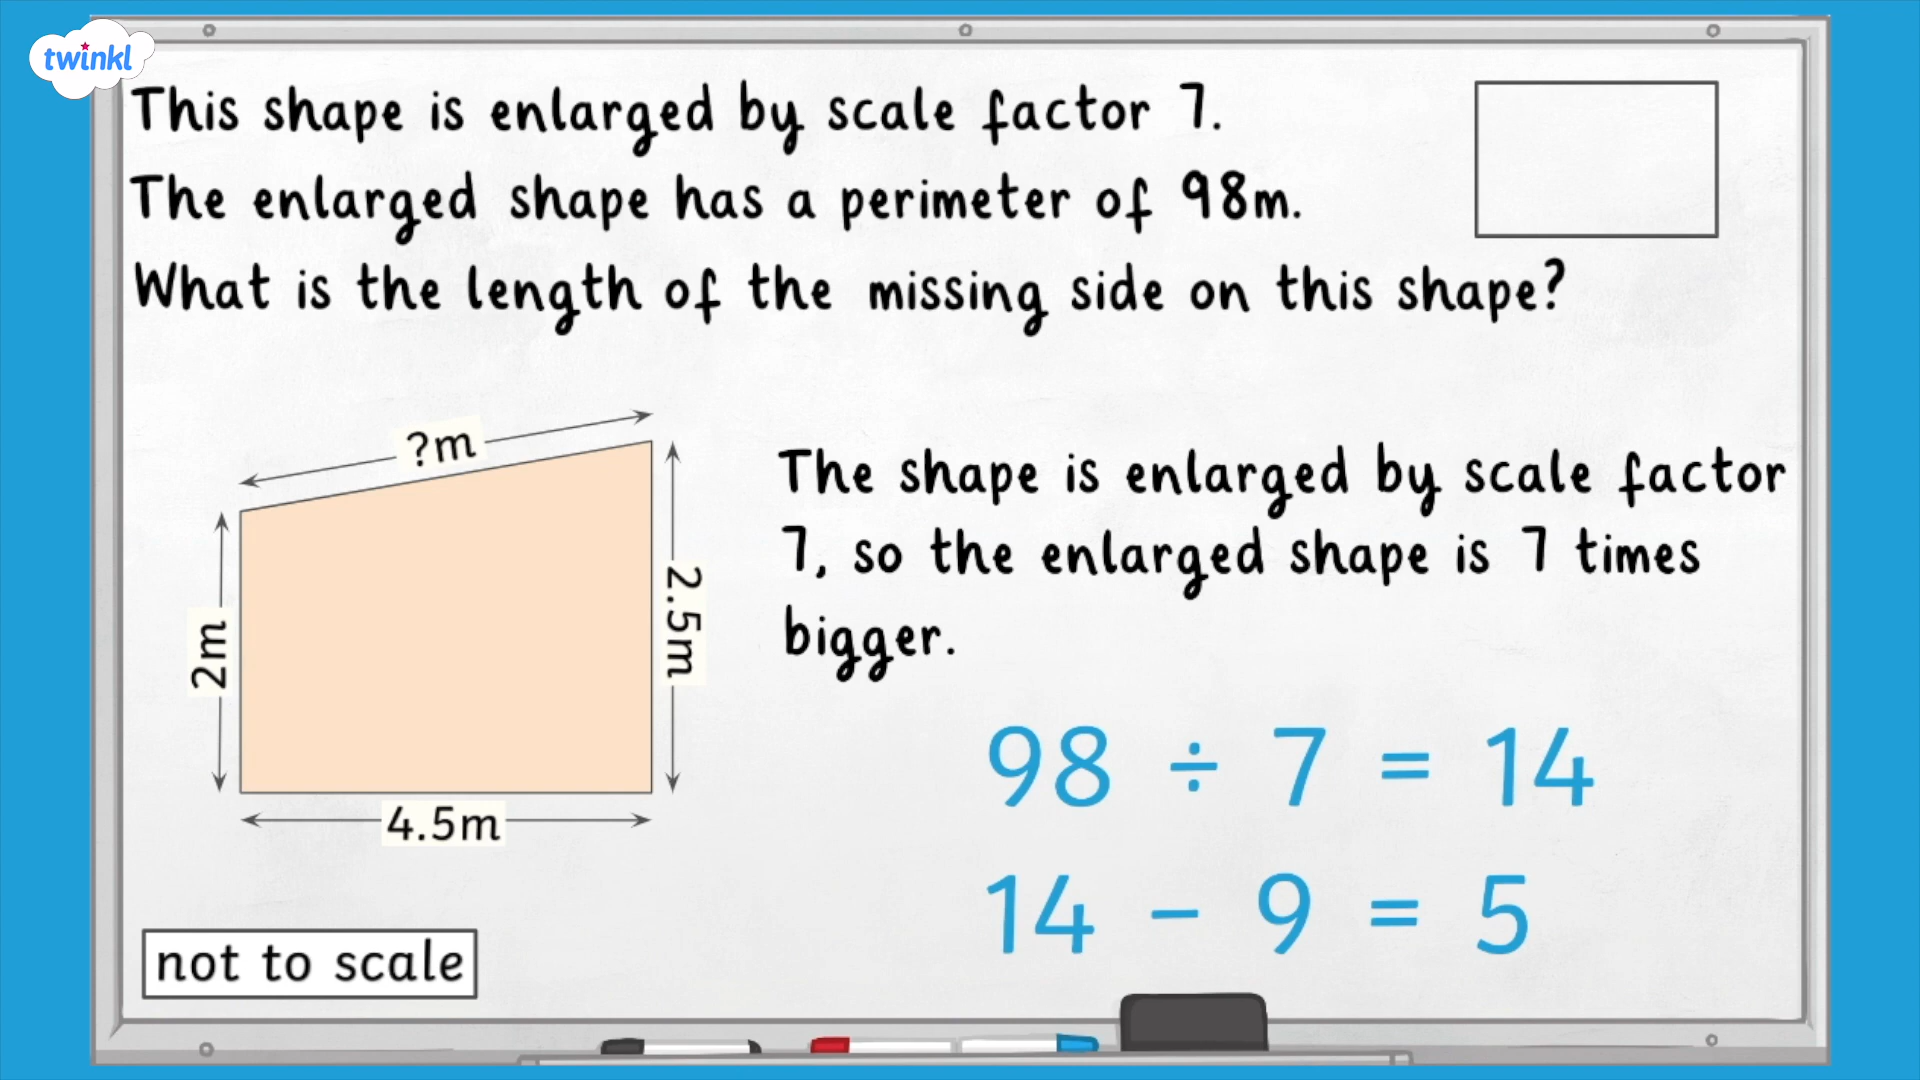 twinkl
This shape is enlarged by scale factor 7.
The enlarged shape has a perimeter of 98m.
What is the length of the missing side on this shape?
?m
2m
2.5m
4.5m
not to scale
The shape is enlarged by scale factor
7, so the enlarged shape is 7 times
bigger.
98 ÷ 7 = 14
14 - 9 = 5